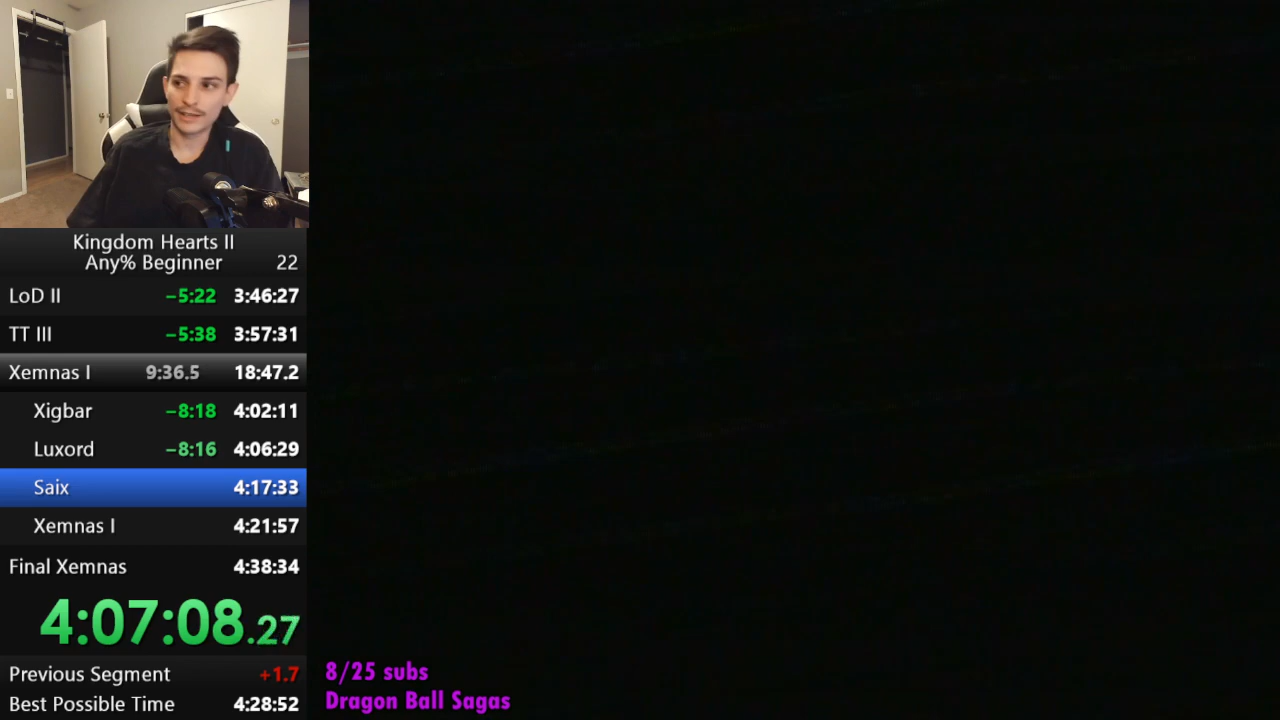 Kingdom Hearts II
Any% Beginner 22
LoD II -5:22 3:46:27
TT III -5:38 3:57:31
Xemnas I 9:36.5 18:47.2
Xigbar -8:18 4:02:11
Luxord -8:16 4:06:29
Saix 4:17:33
Xemnas I 4:21:57
Final Xemnas 4:38:34
4:07:08.27
Previous Segment +1.7
Best Possible Time 4:28:52
8/25 subs
Dragon Ball Sagas